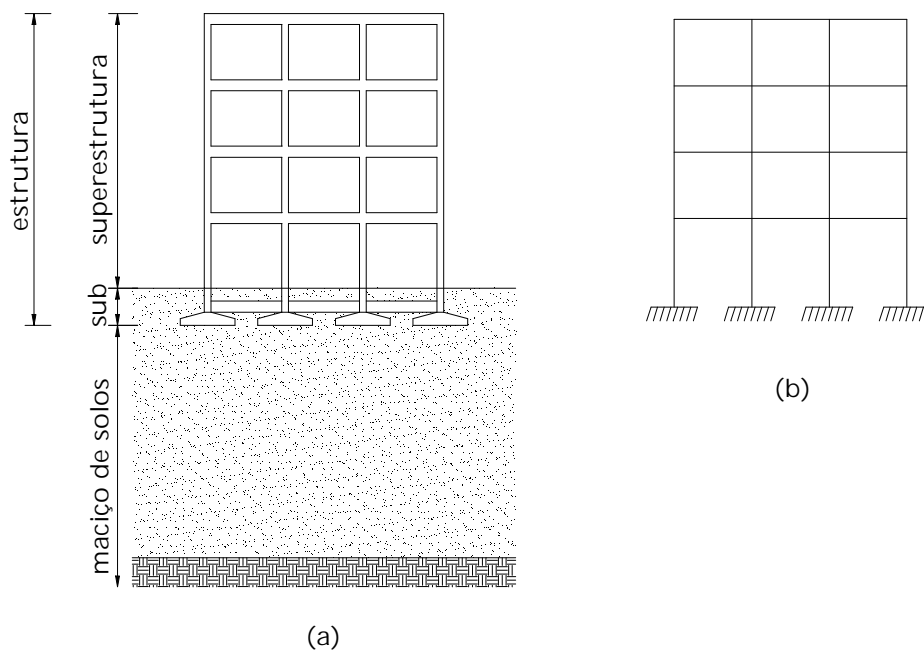 estrutura
superestrutura
sub
maciço de solos
(a)
(b)